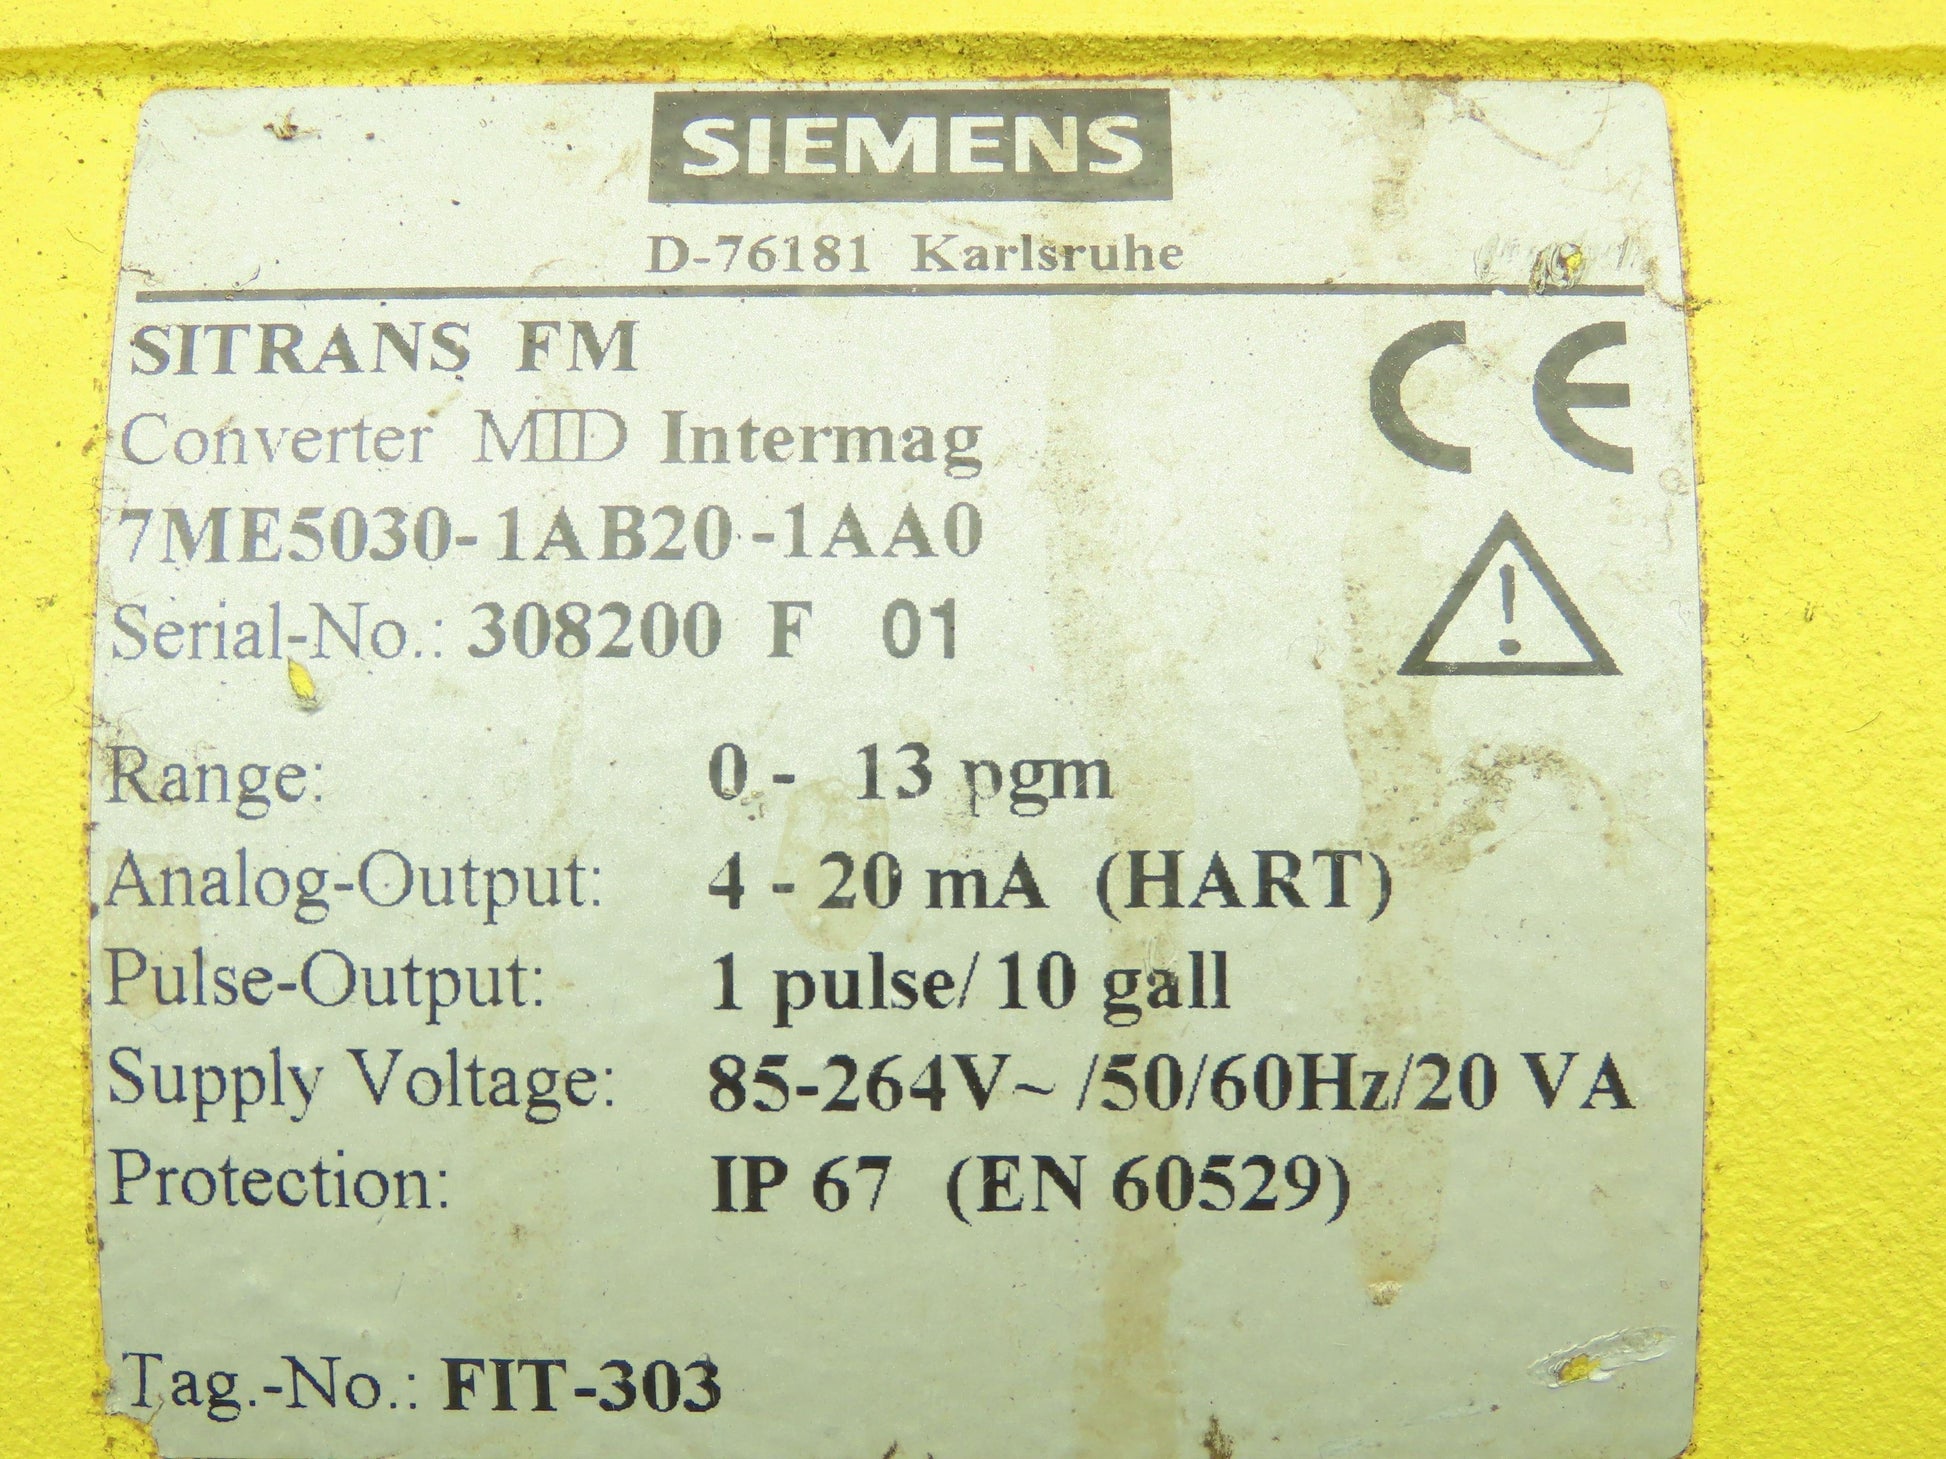 SIEMENS
D-76181 Karlsruhe
SITRANS FM
Converter MID Intermag
7ME5030-1AB20-1AA0
Serial-No.: 308200 F 01
Range: 0 - 13 pgm
Analog-Output: 4 - 20 mA (HART)
Pulse-Output: 1 pulse/ 10 gall
Supply Voltage: 85-264V~ /50/60Hz/20 VA
Protection: IP 67 (EN 60529)
Tag.-No.: FIT-303
CE
!